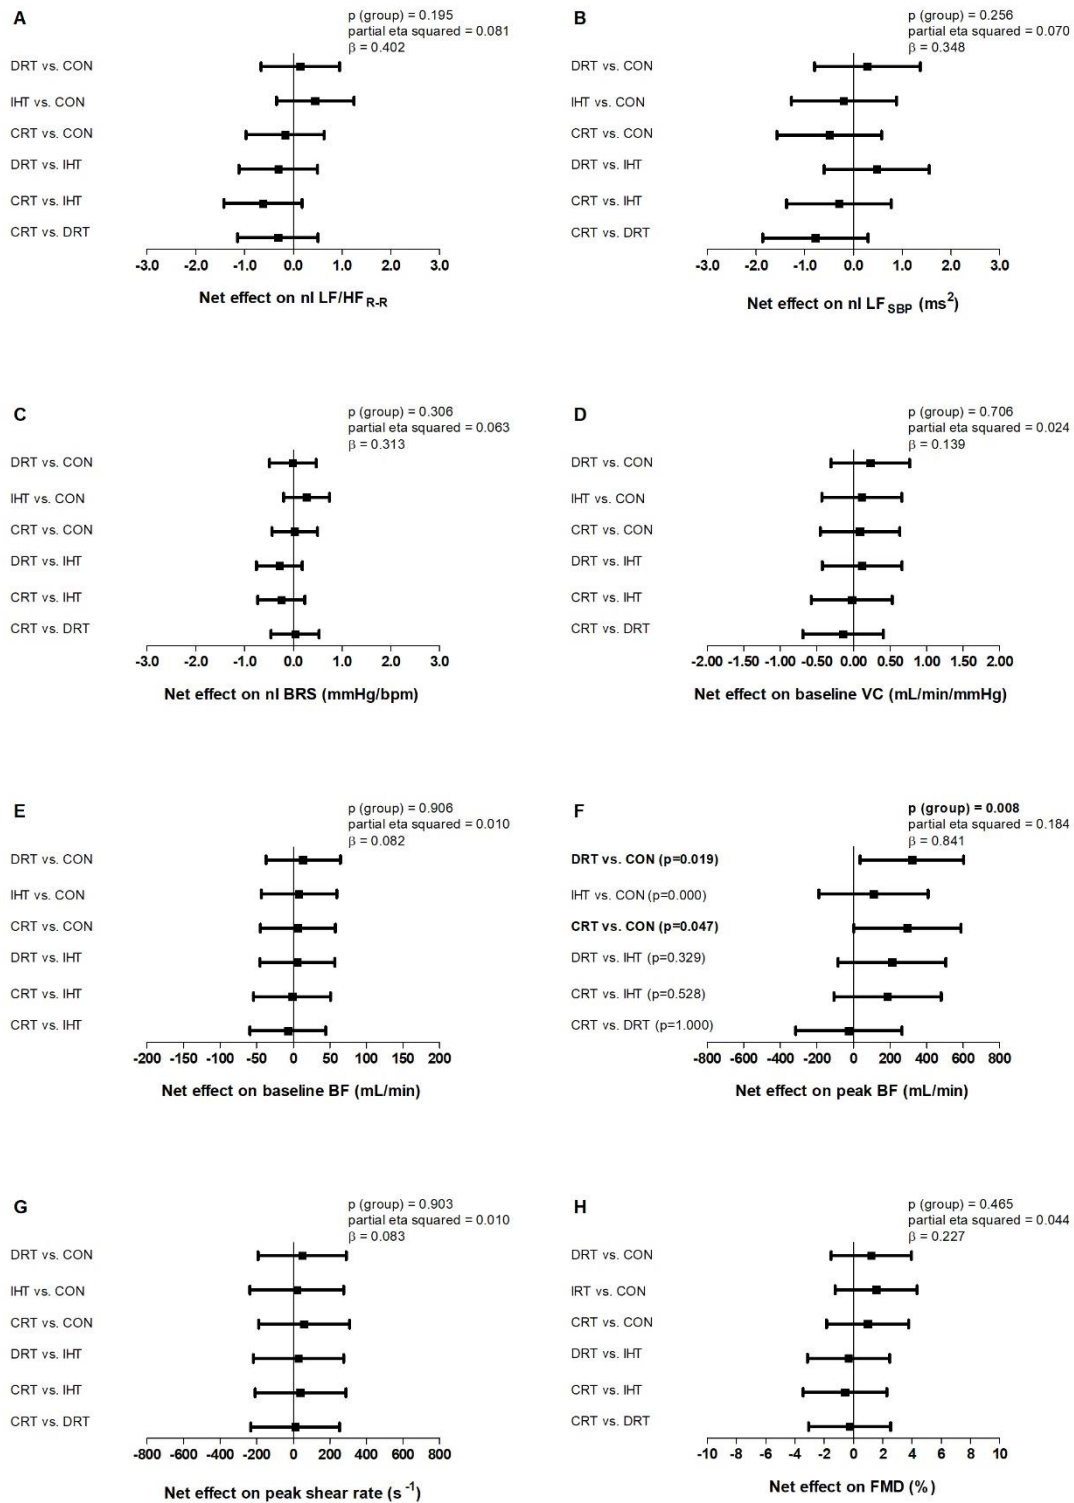 A
p (group) = 0.195
partial eta squared = 0.081
β = 0.402
DRT vs. CON
IHT vs. CON
CRT vs. CON
DRT vs. IHT
CRT vs. IHT
CRT vs. DRT
-3.0 -2.0 -1.0 0.0 1.0 2.0 3.0
Net effect on nl LF/HF R-R
B
p (group) = 0.256
partial eta squared = 0.070
β = 0.348
DRT vs. CON
IHT vs. CON
CRT vs. CON
DRT vs. IHT
CRT vs. IHT
CRT vs. DRT
-3.0 -2.0 -1.0 0.0 1.0 2.0 3.0
Net effect on nl LF SBP (ms²)
C
p (group) = 0.306
partial eta squared = 0.063
β = 0.313
DRT vs. CON
IHT vs. CON
CRT vs. CON
DRT vs. IHT
CRT vs. IHT
CRT vs. DRT
-3.0 -2.0 -1.0 0.0 1.0 2.0 3.0
Net effect on nl BRS (mmHg/bpm)
D
p (group) = 0.706
partial eta squared = 0.024
β = 0.139
DRT vs. CON
IHT vs. CON
CRT vs. CON
DRT vs. IHT
CRT vs. IHT
CRT vs. DRT
-2.00 -1.50 -1.00 -0.50 0.00 0.50 1.00 1.50 2.00
Net effect on baseline VC (mL/min/mmHg)
E
p (group) = 0.906
partial eta squared = 0.010
β = 0.082
DRT vs. CON
IHT vs. CON
CRT vs. CON
DRT vs. IHT
CRT vs. IHT
CRT vs. IHT
-200 -150 -100 -50 0 50 100 150 200
Net effect on baseline BF (mL/min)
F
p (group) = 0.008
partial eta squared = 0.184
β = 0.841
DRT vs. CON (p=0.019)
IHT vs. CON (p=0.000)
CRT vs. CON (p=0.047)
DRT vs. IHT (p=0.329)
CRT vs. IHT (p=0.528)
CRT vs. DRT (p=1.000)
-800 -600 -400 -200 0 200 400 600 800
Net effect on peak BF (mL/min)
G
p (group) = 0.903
partial eta squared = 0.010
β = 0.083
DRT vs. CON
IHT vs. CON
CRT vs. CON
DRT vs. IHT
CRT vs. IHT
CRT vs. DRT
-800 -600 -400 -200 0 200 400 600 800
Net effect on peak shear rate (s⁻¹)
H
p (group) = 0.465
partial eta squared = 0.044
β = 0.227
DRT vs. CON
IRT vs. CON
CRT vs. CON
DRT vs. IHT
CRT vs. IHT
CRT vs. DRT
-10 -8 -6 -4 -2 0 2 4 6 8 10
Net effect on FMD (%)